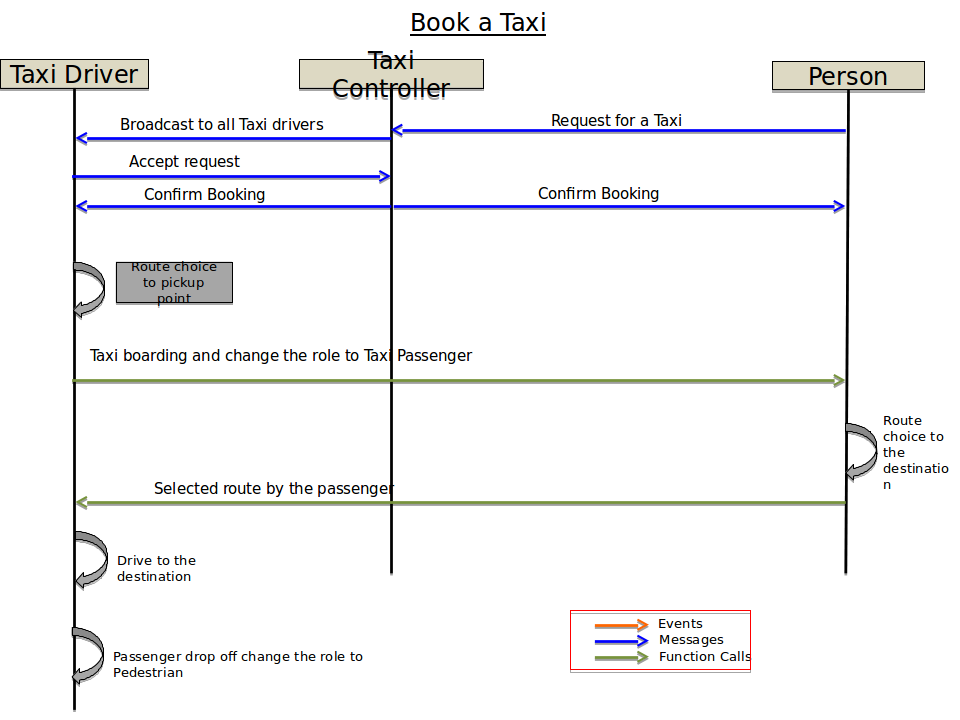 Book a Taxi
Taxi Driver
Taxi
Controller
Person
Broadcast to all Taxi drivers
Request for a Taxi
Accept request
Confirm Booking
Confirm Booking
Route choice
to pickup
point
Taxi boarding and change the role to Taxi Passenger
Route
choice to
the
destinatio
n
Selected route by the passenger
Drive to the
destination
Passenger drop off change the role to
Pedestrian
Events
Messages
Function Calls